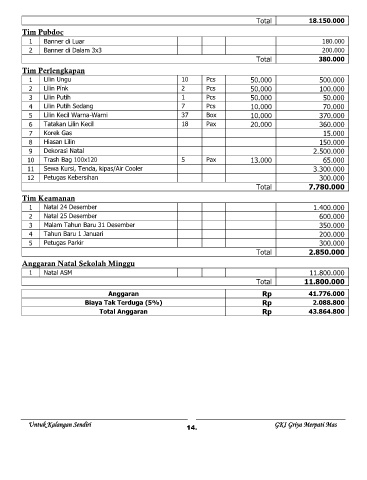 Total 18.150.000
Tim Pubdoc
1 Banner di Luar 180.000
2 Banner di Dalam 3x3 200.000
Total 380.000
Tim Perlengkapan
1 Lilin Ungu 10 Pcs 50,000 500.000
2 Lilin Pink 2 Pcs 50,000 100.000
3 Lilin Putih 1 Pcs 50,000 50.000
4 Lilin Putih Sedang 7 Pcs 10,000 70.000
5 Lilin Kecil Warna-Warni 37 Box 10,000 370.000
6 Tatakan Lilin Kecil 18 Pax 20,000 360.000
7 Korek Gas 15.000
8 Hiasan Lilin 150.000
9 Dekorasi Natal 2.500.000
10 Trash Bag 100x120 5 Pax 13,000 65.000
11 Sewa Kursi, Tenda, kipas/Air Cooler 3.300.000
12 Petugas Kebersihan 300.000
Total 7.780.000
Tim Keamanan
1 Natal 24 Desember 1.400.000
2 Natal 25 Desember 600.000
3 Malam Tahun Baru 31 Desember 350.000
4 Tahun Baru 1 Januari 200.000
5 Petugas Parkir 300.000
Total 2.850.000
Anggaran Natal Sekolah Minggu
1 Natal ASM 11.800.000
Total 11.800.000
Anggaran Rp 41.776.000
Biaya Tak Terduga (5%) Rp 2.088.800
Total Anggaran Rp 43.864.800
Untuk Kalangan Sendiri GKI Griya Merpati Mas
14.